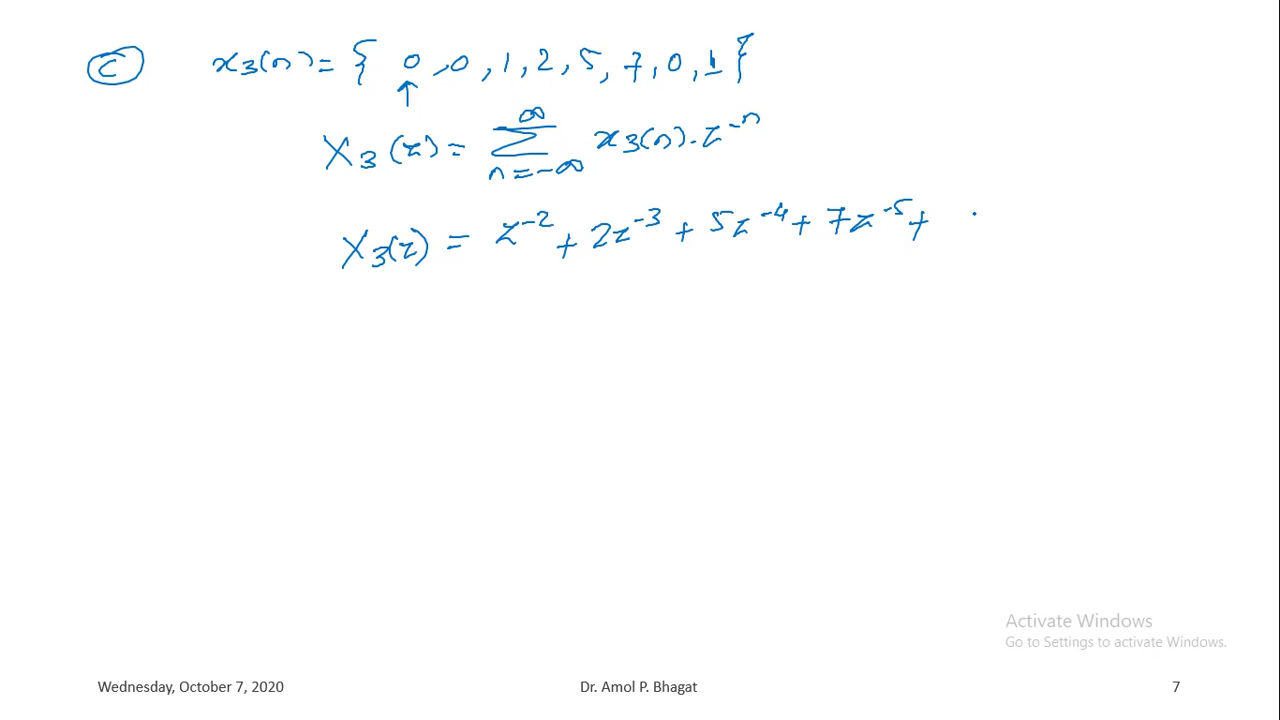 (c) x₃(n) = { 0, 0, 1, 2, 5, 7, 0, 1 }
↑
X₃(z) = ∑_{n=-∞}^{∞} x₃(n)·z⁻ⁿ
X₃(z) = z⁻² + 2z⁻³ + 5z⁻⁴ + 7z⁻⁵ +
Activate Windows
Go to Settings to activate Windows.
Wednesday, October 7, 2020 Dr. Amol P. Bhagat 7